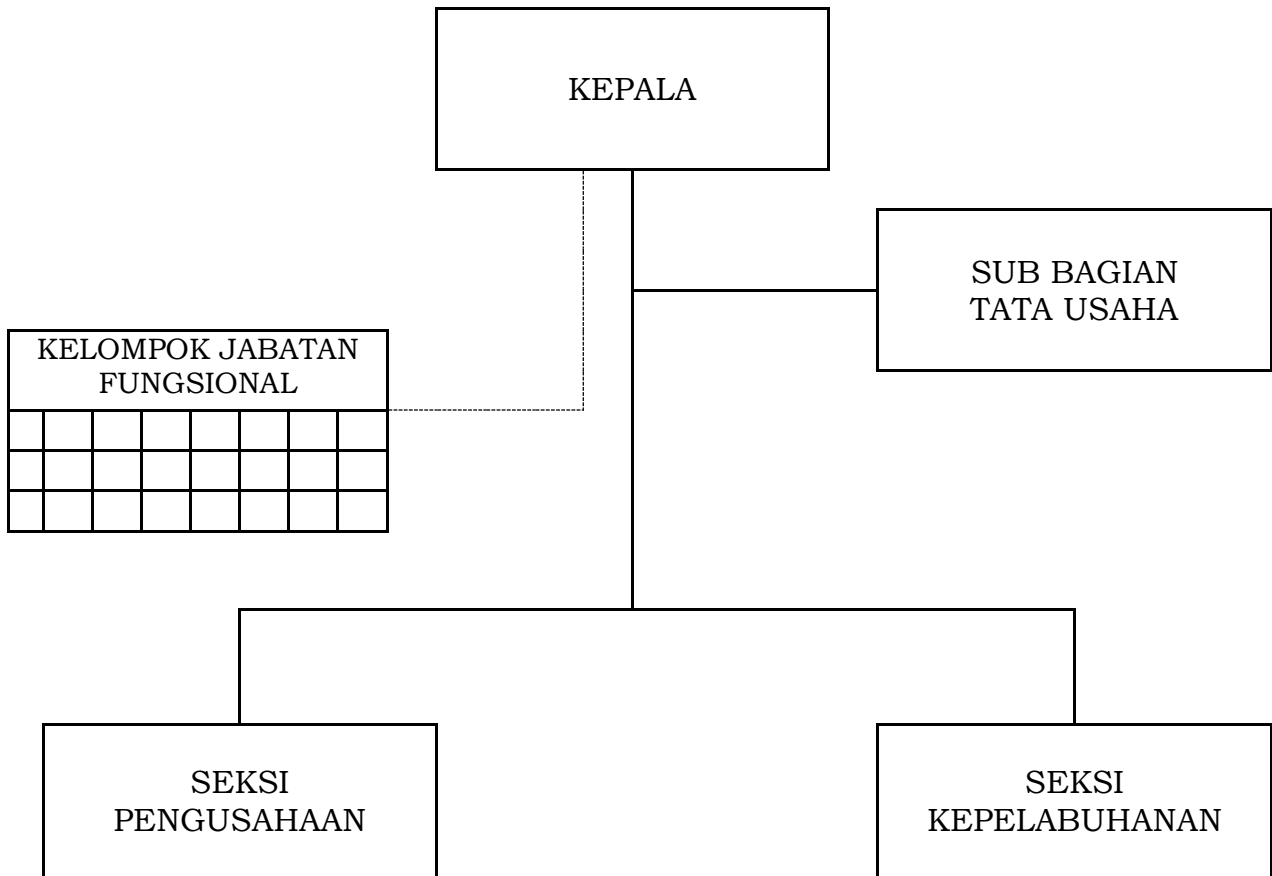 KEPALA
SUB BAGIAN
TATA USAHA
KELOMPOK JABATAN
FUNGSIONAL
SEKSI
PENGUSAHAAN
SEKSI
KEPELABUHANAN